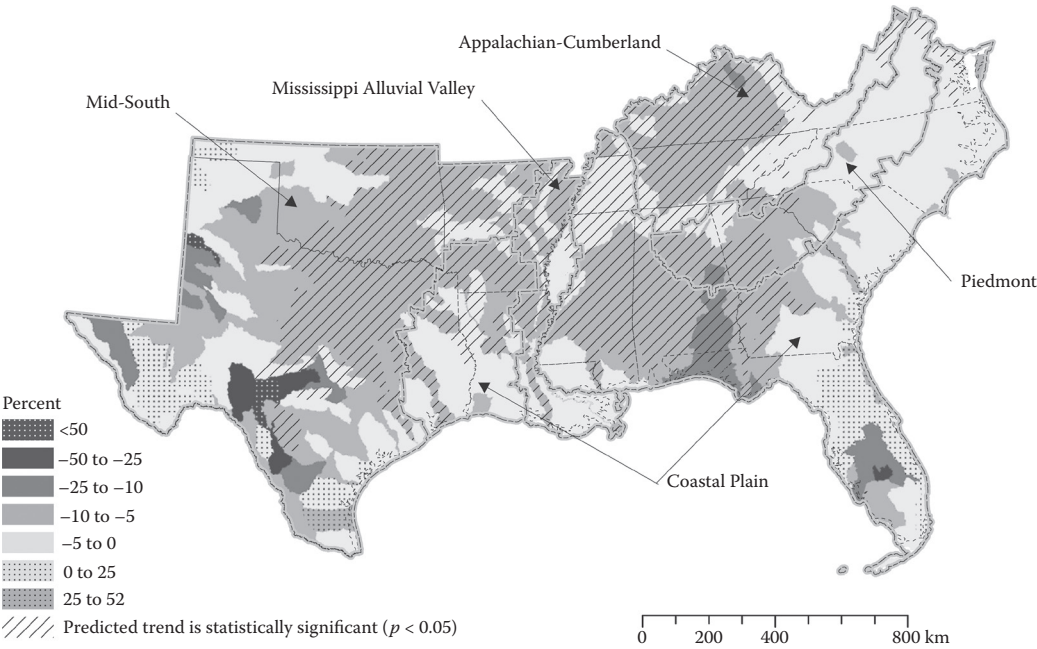 Appalachian-Cumberland
Mississippi Alluvial Valley
Mid-South
Piedmont
Coastal Plain
Percent
<50
–50 to –25
–25 to –10
–10 to –5
–5 to 0
0 to 25
25 to 52
Predicted trend is statistically significant (p < 0.05)
0 200 400 800 km